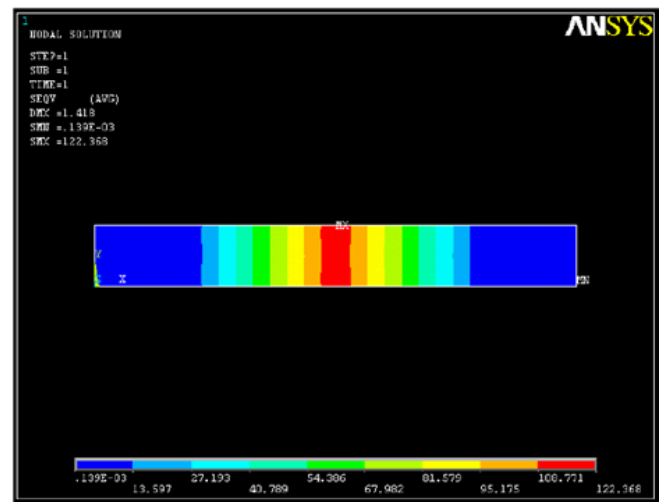 1
ANSYS
NODAL SOLUTION
STEP=1
SUB =1
TIME=1
SEQV (AVG)
DMX =1.418
SMN =.139E-03
SMX =122.368
MX
Y
X
MN
.139E-03 27.193 54.386 81.579 108.771
13.597 40.789 67.982 95.175 122.368